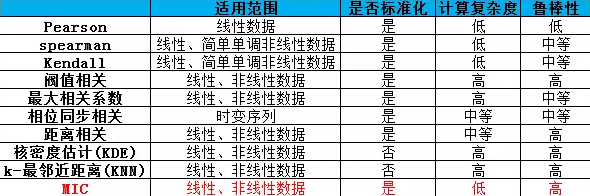 适用范围 是否标准化 计算复杂度 鲁棒性
Pearson 线性数据 是 低 低
spearman 线性、简单单调非线性数据 是 低 中等
Kendall 线性、简单单调非线性数据 是 低 中等
阀值相关 线性、非线性数据 是 高 高
最大相关系数 线性、非线性数据 是 高 中等
相位同步相关 时变序列 是 中等 中等
距离相关 线性、非线性数据 是 中等 高
核密度估计(KDE) 线性、非线性数据 否 高 高
k-最邻近距离(KNN) 线性、非线性数据 否 高 高
MIC 线性、非线性数据 是 低 高